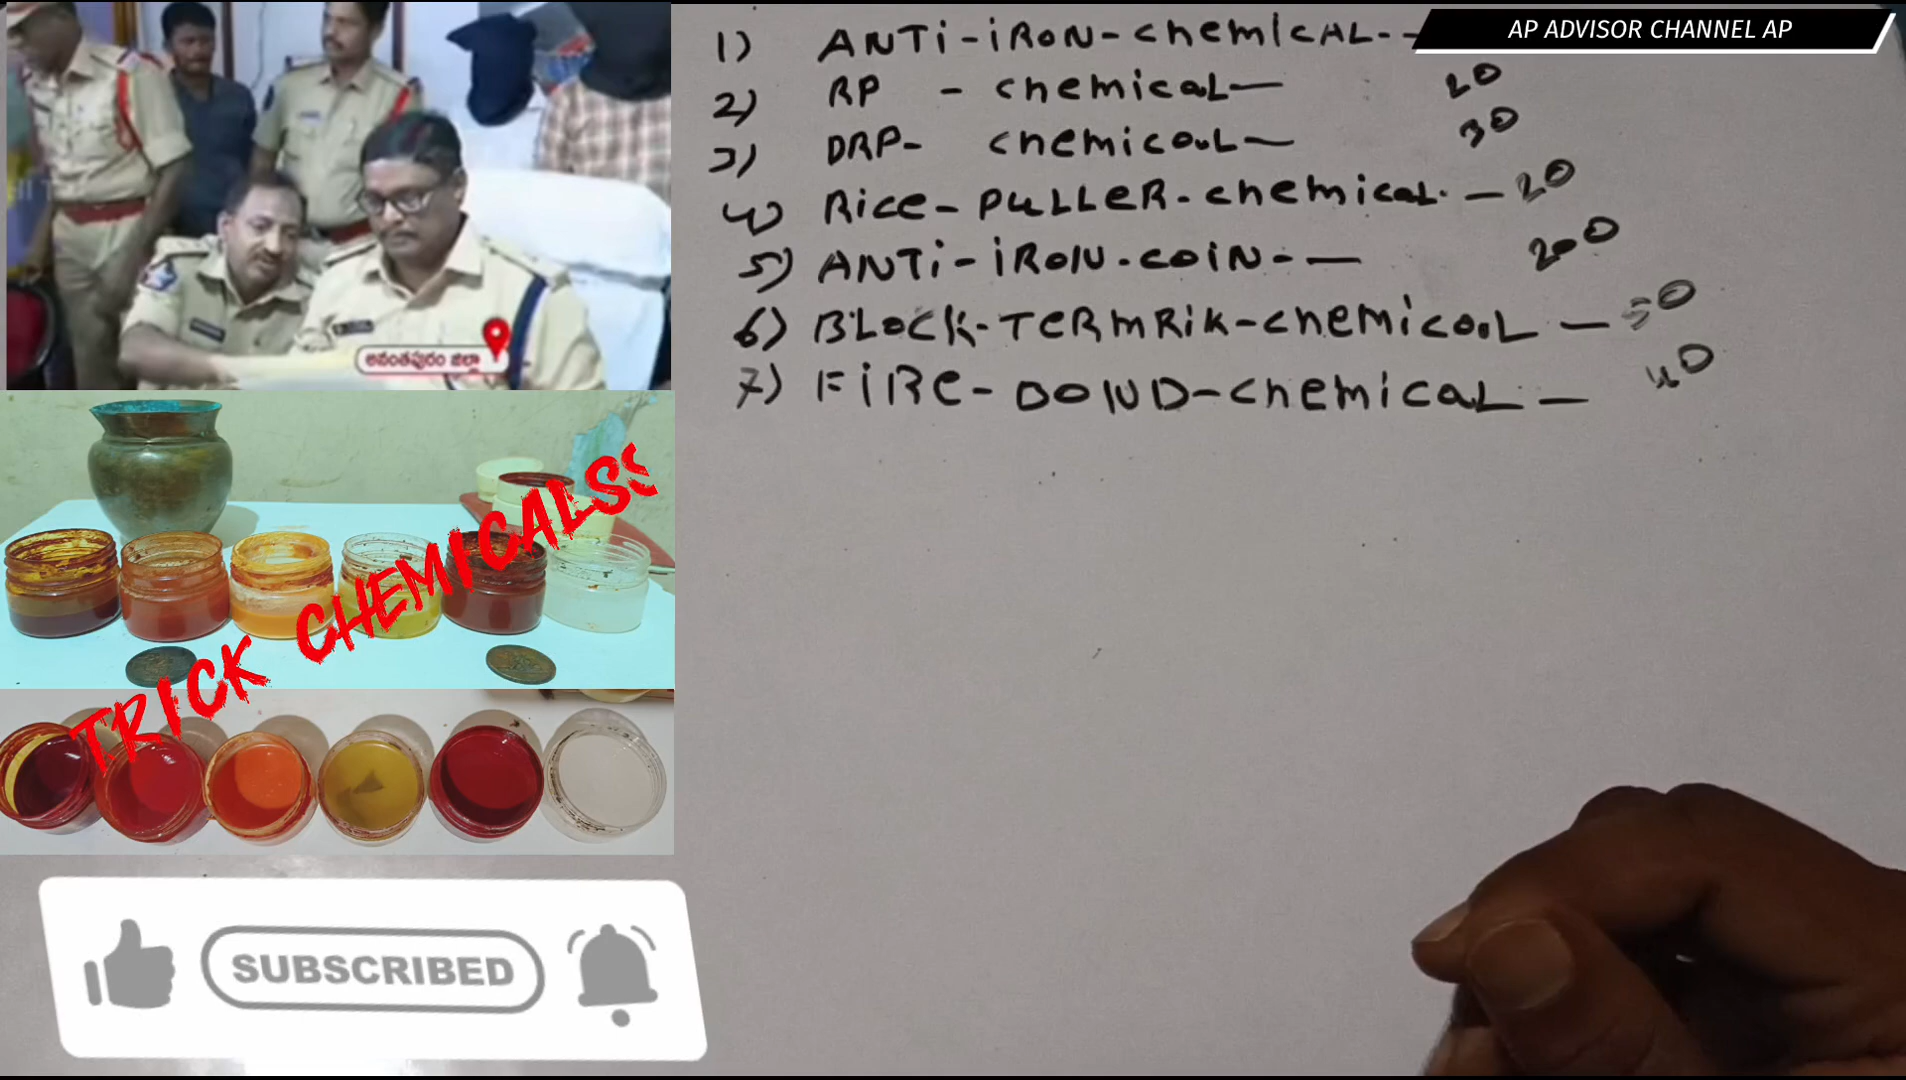 AP ADVISOR CHANNEL AP
1) ANTi-iRON-chemicAL--
2) RP - chemical— 20
3) DRP- chemicaL— 30
4) Rice-PULLER-chemical. — 20
5) ANTi-iRON-COiN-— 200
6) BLOCK-TERMRiK-chemicaL — 50
7) FiRE-DOND-chemicaL — 40
అనంతపురం జిల్లా
TRICK CHEMICALSS
SUBSCRIBED